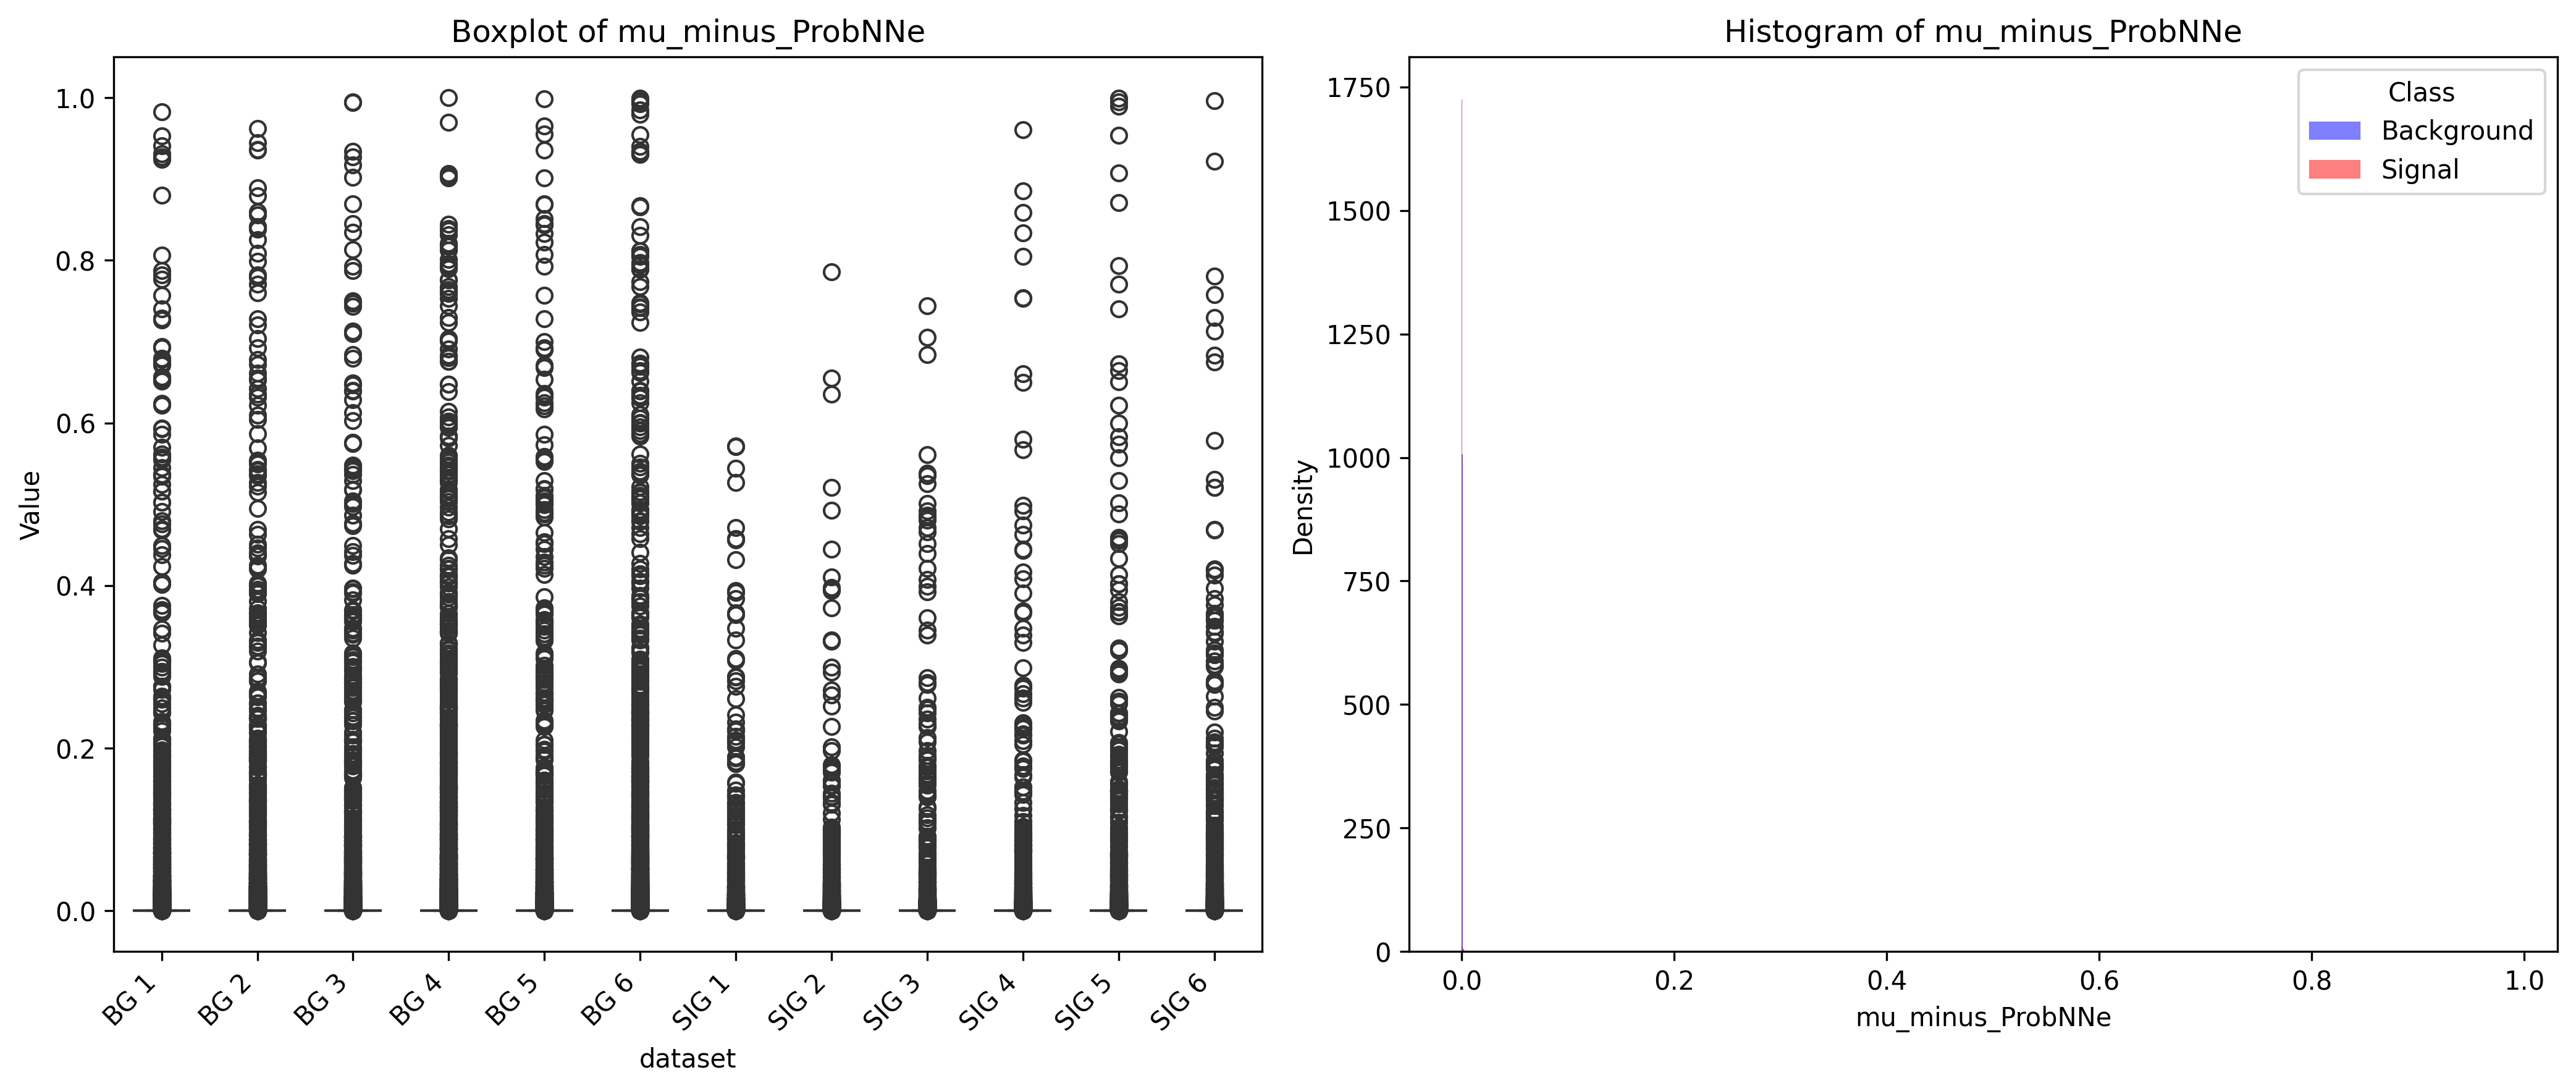 Boxplot of mu_minus_ProbNNe
Value
1.0
0.8
0.6
0.4
0.2
0.0
BG 1
BG 2
BG 3
BG 4
BG 5
BG 6
SIG 1
SIG 2
SIG 3
SIG 4
SIG 5
SIG 6
dataset
Histogram of mu_minus_ProbNNe
Density
1750
1500
1250
1000
750
500
250
0
Class
Background
Signal
0.0
0.2
0.4
0.6
0.8
1.0
mu_minus_ProbNNe